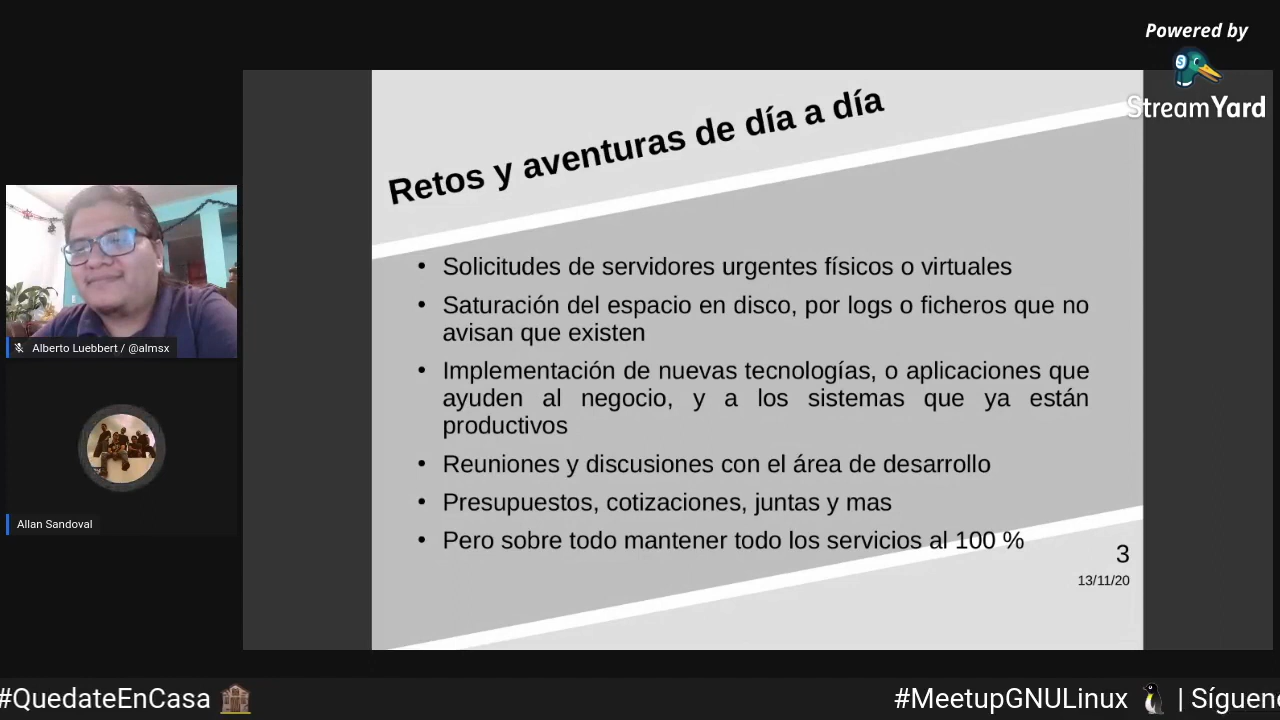 Powered by
StreamYard
Retos y aventuras de día a día
• Solicitudes de servidores urgentes físicos o virtuales
• Saturación del espacio en disco, por logs o ficheros que no
avisan que existen
• Implementación de nuevas tecnologías, o aplicaciones que
ayuden al negocio, y a los sistemas que ya están
productivos
• Reuniones y discusiones con el área de desarrollo
• Presupuestos, cotizaciones, juntas y mas
• Pero sobre todo mantener todo los servicios al 100 %
3
13/11/20
Alberto Luebbert / @almsx
Allan Sandoval
#QuedateEnCasa
#MeetupGNULinux | Síguen